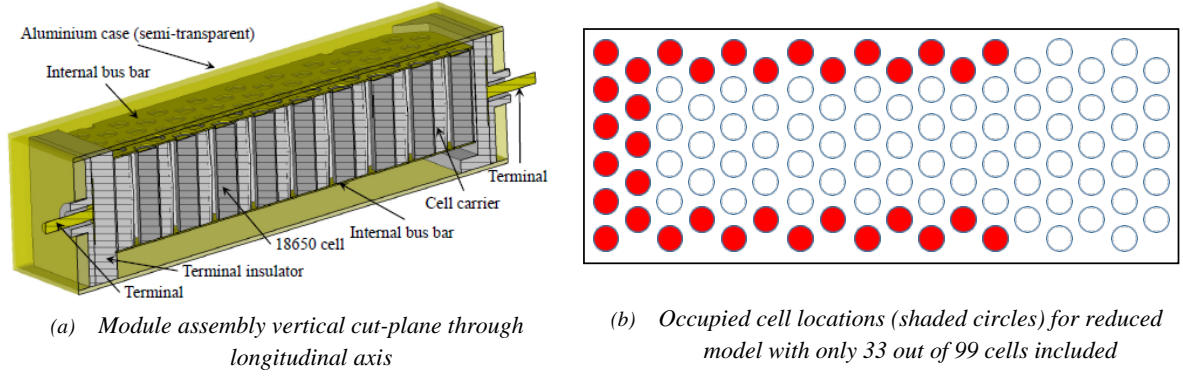 Aluminium case (semi-transparent)
Internal bus bar
Terminal
Cell carrier
Internal bus bar
18650 cell
Terminal insulator
Terminal
(a) Module assembly vertical cut-plane through
longitudinal axis
(b) Occupied cell locations (shaded circles) for reduced
model with only 33 out of 99 cells included